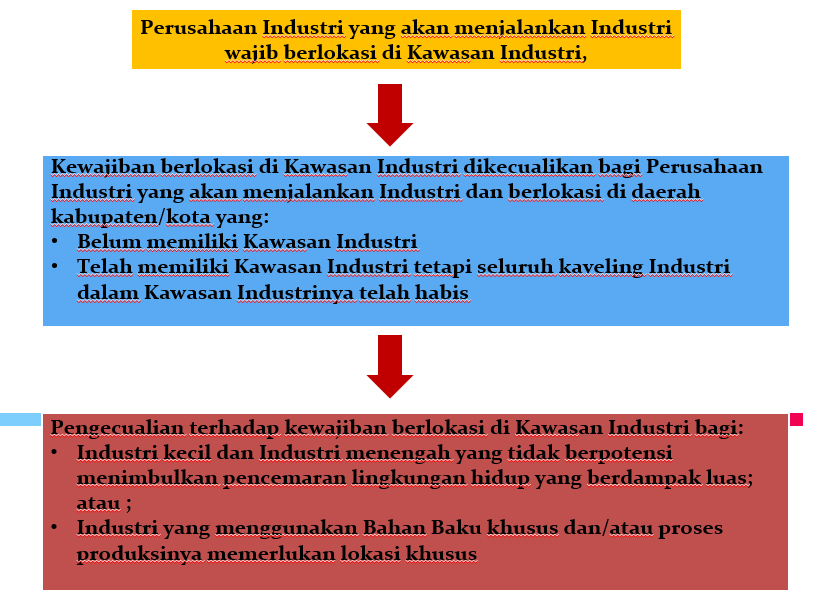 Perusahaan Industri yang akan menjalankan Industri
wajib berlokasi di Kawasan Industri,
Kewajiban berlokasi di Kawasan Industri dikecualikan bagi Perusahaan
Industri yang akan menjalankan Industri dan berlokasi di daerah
kabupaten/kota yang:
• Belum memiliki Kawasan Industri
• Telah memiliki Kawasan Industri tetapi seluruh kaveling Industri
dalam Kawasan Industrinya telah habis
Pengecualian terhadap kewajiban berlokasi di Kawasan Industri bagi:
• Industri kecil dan Industri menengah yang tidak berpotensi
menimbulkan pencemaran lingkungan hidup yang berdampak luas;
atau ;
• Industri yang menggunakan Bahan Baku khusus dan/atau proses
produksinya memerlukan lokasi khusus